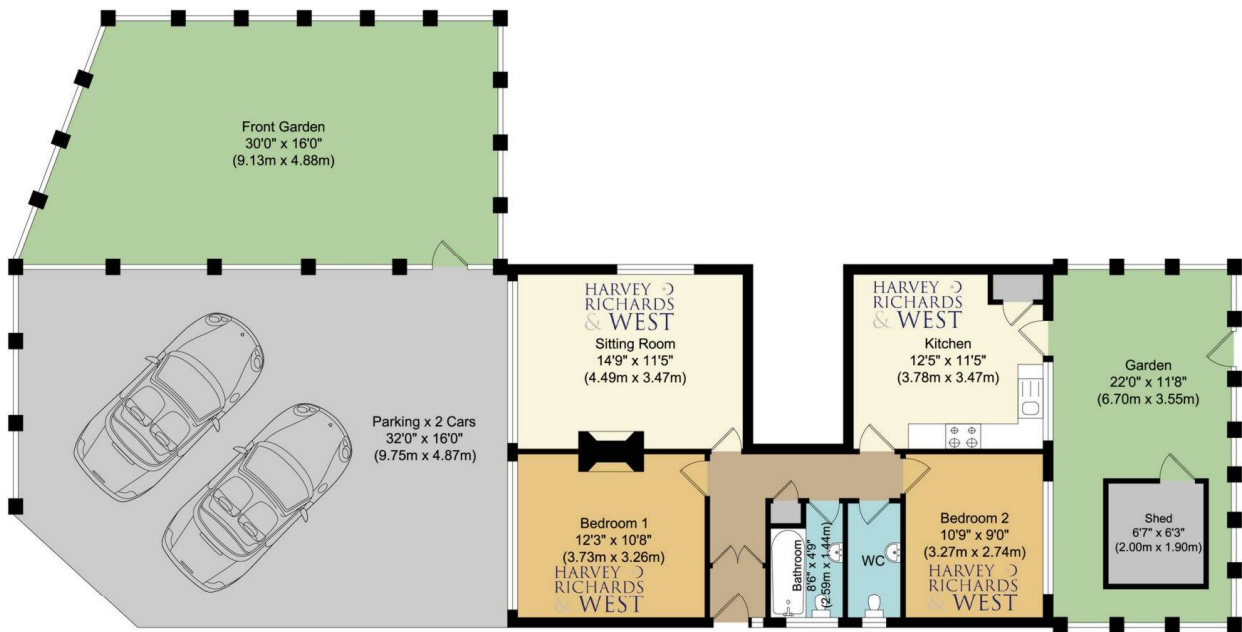 Front Garden
30'0" x 16'0"
(9.13m x 4.88m)
HARVEY
RICHARDS
& WEST
Sitting Room
14'9" x 11'5"
(4.49m x 3.47m)
HARVEY
RICHARDS
& WEST
Kitchen
12'5" x 11'5"
(3.78m x 3.47m)
Garden
22'0" x 11'8"
(6.70m x 3.55m)
Parking x 2 Cars
32'0" x 16'0"
(9.75m x 4.87m)
Bedroom 1
12'3" x 10'8"
(3.73m x 3.26m)
HARVEY
RICHARDS
& WEST
Bathroom
8'6" x 4'9"
(2.59m x 1.44m)
WC
Bedroom 2
10'9" x 9'0"
(3.27m x 2.74m)
HARVEY
RICHARDS
& WEST
Shed
6'7" x 6'3"
(2.00m x 1.90m)